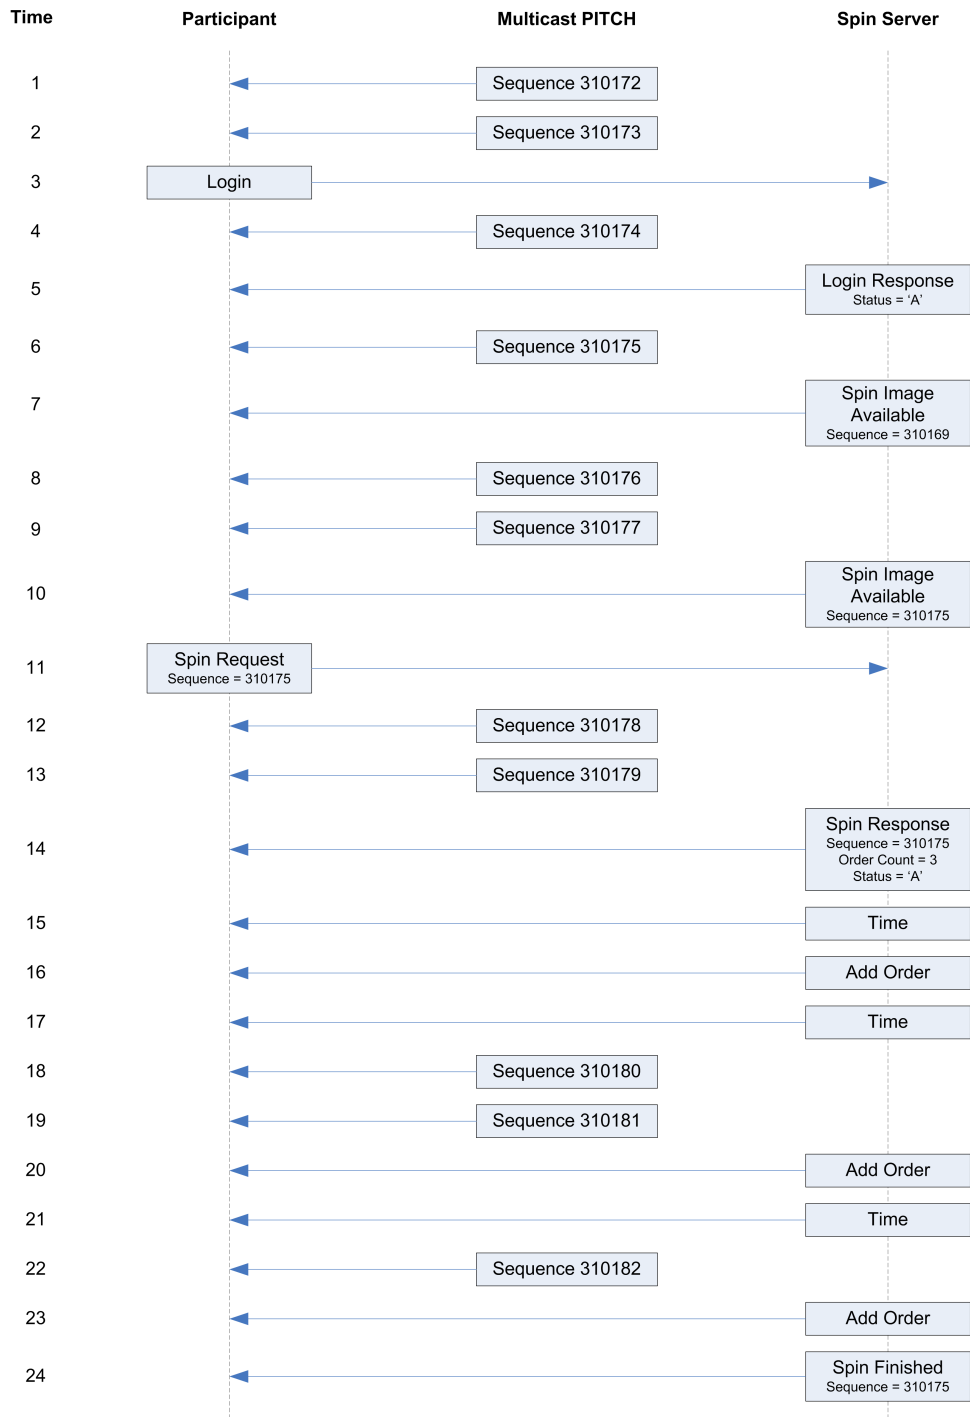 Time Participant Multicast PITCH Spin Server
1 Sequence 310172
2 Sequence 310173
3 Login
4 Sequence 310174
5 Login Response
Status = ‘A’
6 Sequence 310175
7 Spin Image
Available
Sequence = 310169
8 Sequence 310176
9 Sequence 310177
10 Spin Image
Available
Sequence = 310175
11 Spin Request
Sequence = 310175
12 Sequence 310178
13 Sequence 310179
14 Spin Response
Sequence = 310175
Order Count = 3
Status = ‘A’
15 Time
16 Add Order
17 Time
18 Sequence 310180
19 Sequence 310181
20 Add Order
21 Time
22 Sequence 310182
23 Add Order
24 Spin Finished
Sequence = 310175